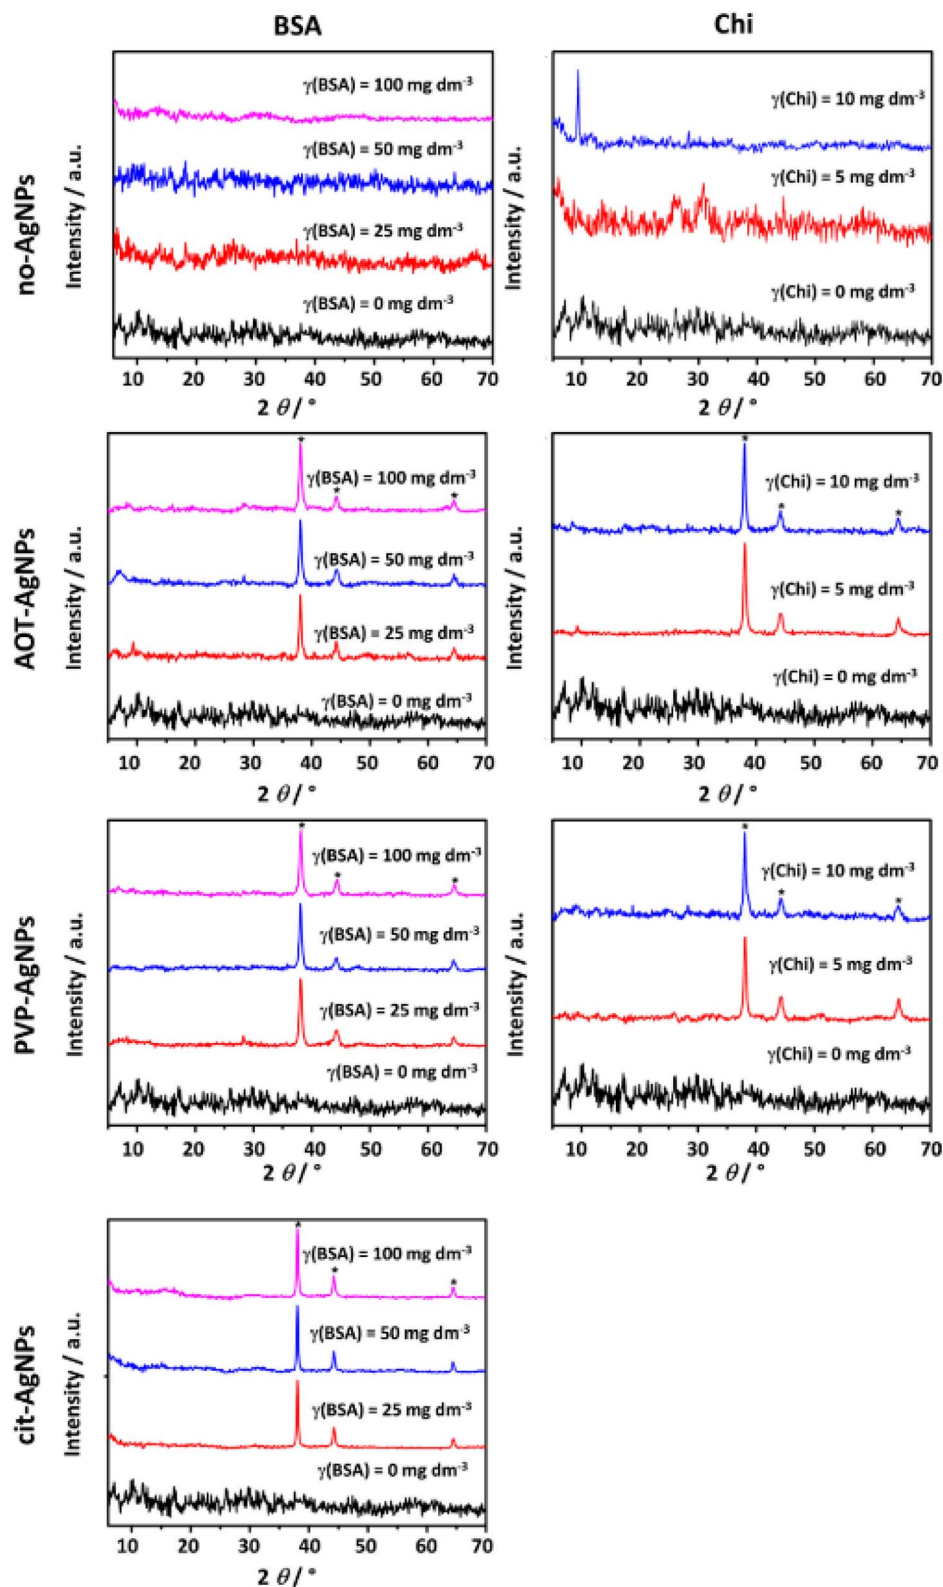 BSA
Chi
no-AgNPs
Intensity / a.u.
γ(BSA) = 100 mg dm-3
γ(BSA) = 50 mg dm-3
γ(BSA) = 25 mg dm-3
γ(BSA) = 0 mg dm-3
10 20 30 40 50 60 70
2 θ / °
Intensity / a.u.
γ(Chi) = 10 mg dm-3
γ(Chi) = 5 mg dm-3
γ(Chi) = 0 mg dm-3
10 20 30 40 50 60 70
2 θ / °
AOT-AgNPs
Intensity / a.u.
* * *
γ(BSA) = 100 mg dm-3
γ(BSA) = 50 mg dm-3
γ(BSA) = 25 mg dm-3
γ(BSA) = 0 mg dm-3
10 20 30 40 50 60 70
2 θ / °
Intensity / a.u.
* * *
γ(Chi) = 10 mg dm-3
γ(Chi) = 5 mg dm-3
γ(Chi) = 0 mg dm-3
10 20 30 40 50 60 70
2 θ / °
PVP-AgNPs
Intensity / a.u.
* * *
γ(BSA) = 100 mg dm-3
γ(BSA) = 50 mg dm-3
γ(BSA) = 25 mg dm-3
γ(BSA) = 0 mg dm-3
10 20 30 40 50 60 70
2 θ / °
Intensity / a.u.
* * *
γ(Chi) = 10 mg dm-3
γ(Chi) = 5 mg dm-3
γ(Chi) = 0 mg dm-3
10 20 30 40 50 60 70
2 θ / °
cit-AgNPs
Intensity / a.u.
* * *
γ(BSA) = 100 mg dm-3
γ(BSA) = 50 mg dm-3
γ(BSA) = 25 mg dm-3
γ(BSA) = 0 mg dm-3
10 20 30 40 50 60 70
2 θ / °